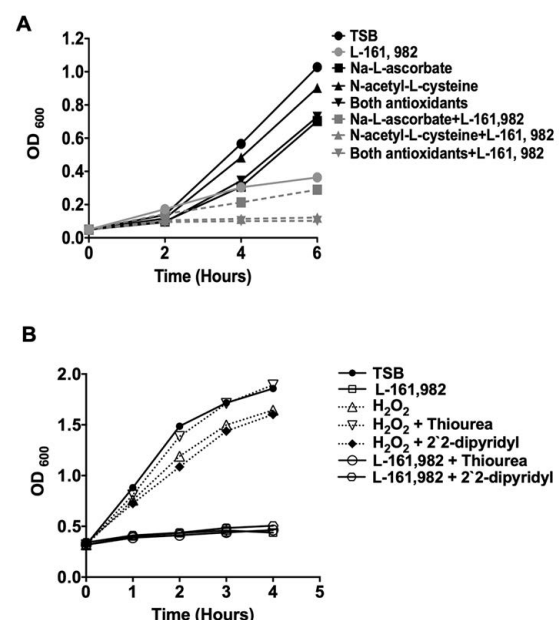 A
1.2
1.0
0.8
0.6
0.4
0.2
0.0
OD 600
0 2 4 6
Time (Hours)
TSB
L-161, 982
Na-L-ascorbate
N-acetyl-L-cysteine
Both antioxidants
Na-L-ascorbate+L-161,982
N-acetyl-L-cysteine+L-161, 982
Both antioxidants+L-161, 982
B
2.0
1.5
1.0
0.5
0.0
OD 600
0 1 2 3 4 5
Time (Hours)
TSB
L-161,982
H₂O₂
H₂O₂ + Thiourea
H₂O₂ + 2`2-dipyridyl
L-161,982 + Thiourea
L-161,982 + 2`2-dipyridyl